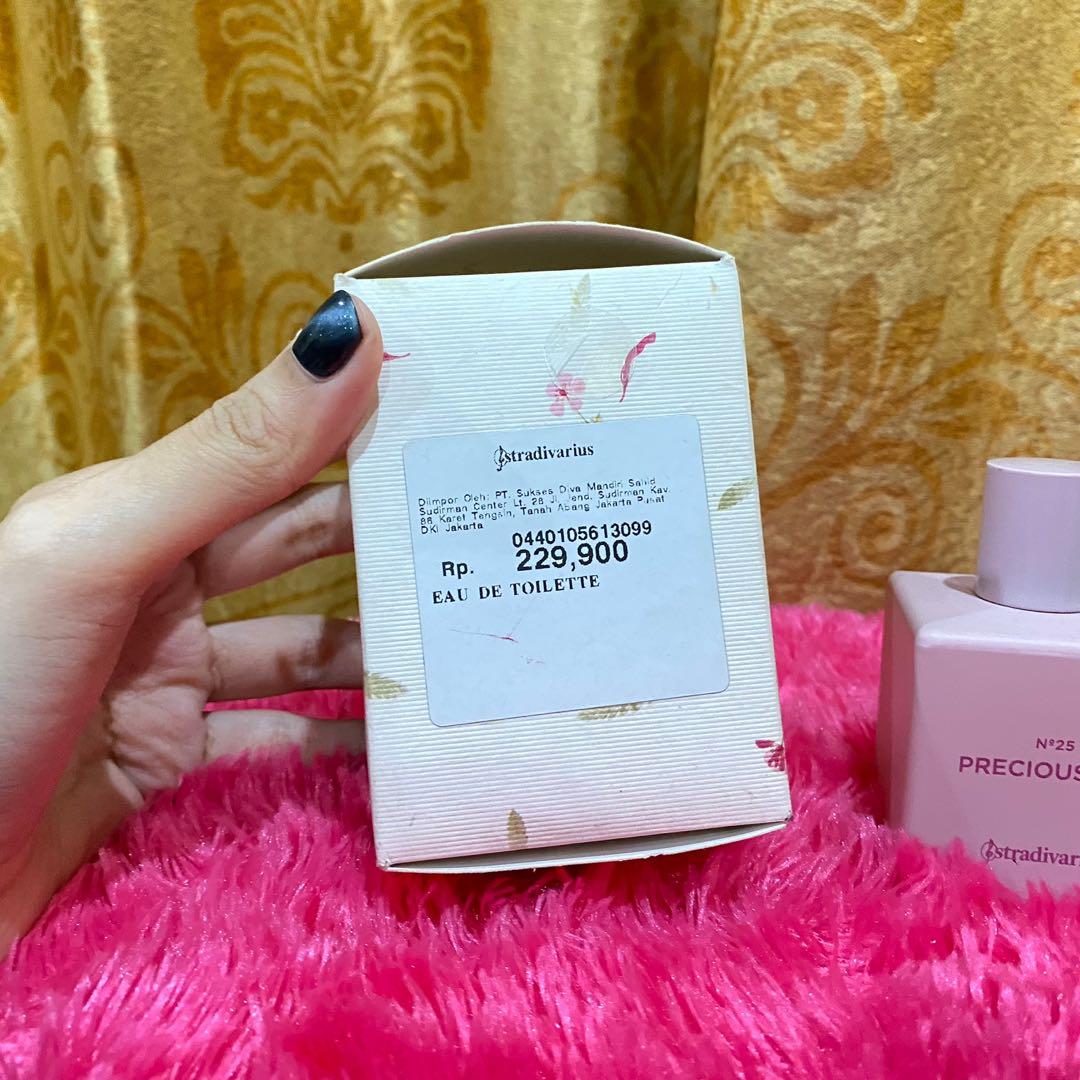 stradivarius
Diimpor Oleh: PT. Sukses Diva Mandiri Sahid
Sudirman Center Lt. 28 Jl. Jend. Sudirman Kav.
86 Karet Tengsin, Tanah Abang Jakarta Pusat
DKI Jakarta
0440105613099
Rp. 229,900
EAU DE TOILETTE
Nº25
PRECIOUS
stradivari